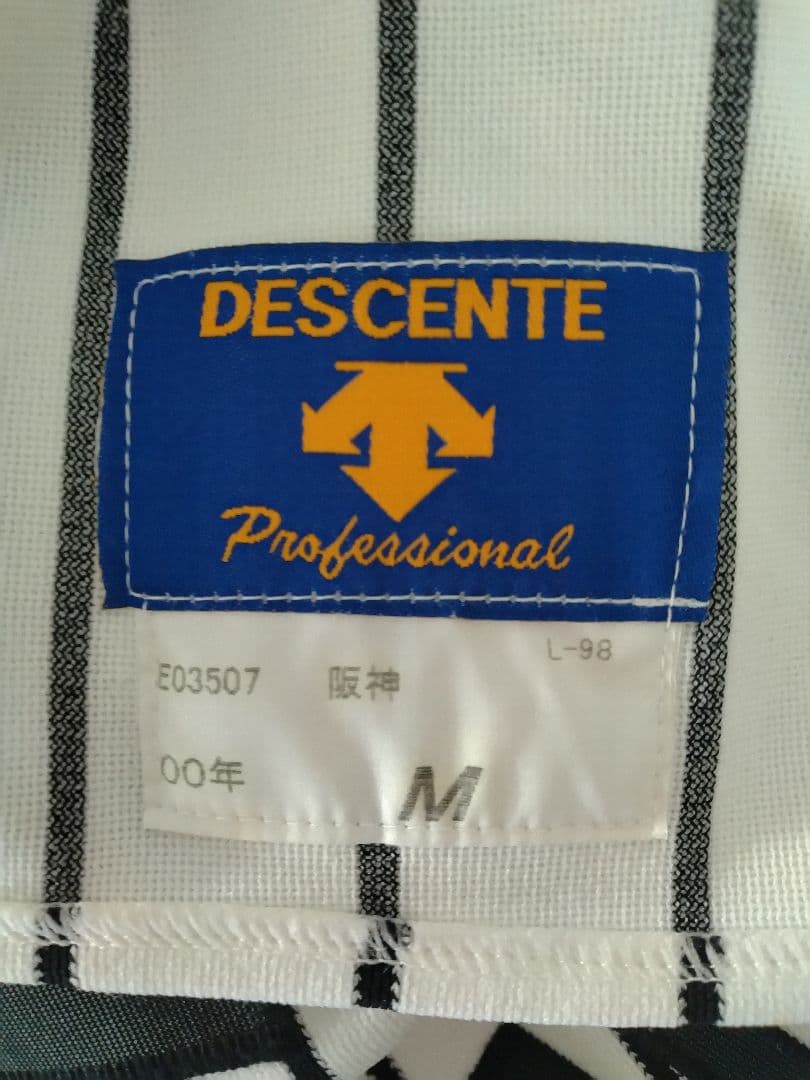 DESCENTE
Professional
L-98
E03507 阪神
00年 M